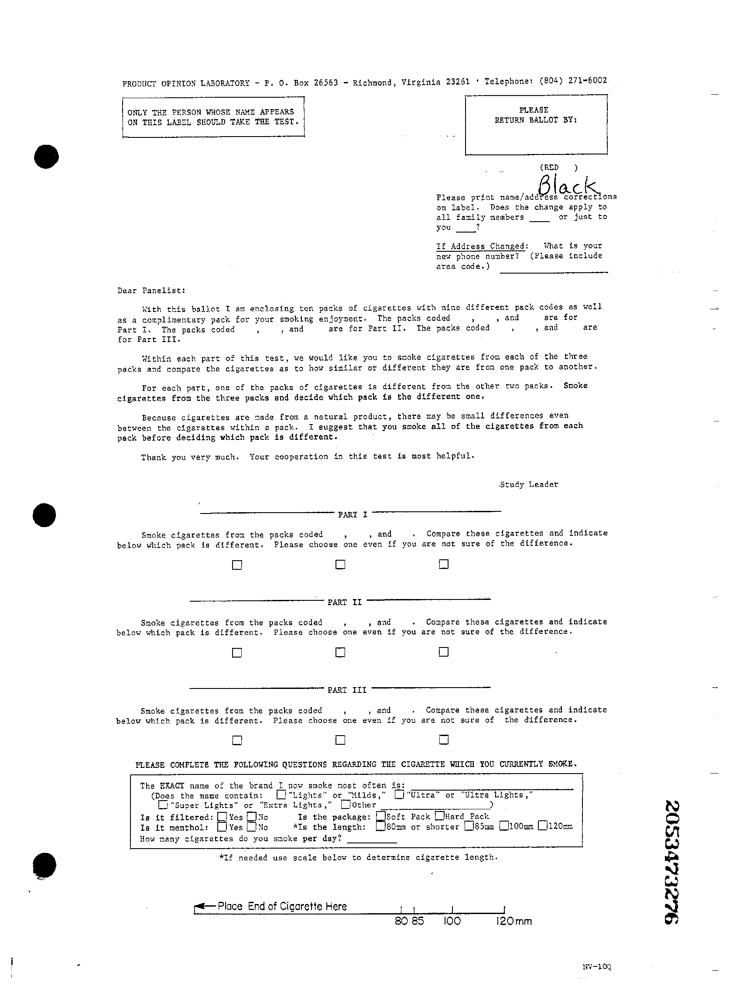 PRODUCT OPINION LABORATORY - P. O. Box 26563 - Richmond, Virginia 23261 ' Telephone: (804) 271-6002
ONLY THE PERSON WHOSE NAME APPEARS
ON THIS LABEL SHOULD TAKE THE TEST.
PLEASE
RETURN BALLOT BY:
(RED )
Black
Please print name/address corrections
on label. Does the change apply to
all family members ____ or just to
you ____?
If Address Changed: What is your
new phone number? (Please include
area code.) ____________________
Dear Panelist:
With this ballot I am enclosing ten packs of cigarettes with nine different pack codes as well
as a complimentary pack for your smoking enjoyment. The packs coded , , and are for
Part I. The packs coded , , and are for Part II. The packs coded , , and are
for Part III.
Within each part of this test, we would like you to smoke cigarettes from each of the three
packs and compare the cigarettes as to how similar or different they are from one pack to another.
For each part, one of the packs of cigarettes is different from the other two packs. Smoke
cigarettes from the three packs and decide which pack is the different one.
Because cigarettes are made from a natural product, there may be small differences even
between the cigarettes within a pack. I suggest that you smoke all of the cigarettes from each
pack before deciding which pack is different.
Thank you very much. Your cooperation in this test is most helpful.
Study Leader
PART I
Smoke cigarettes from the packs coded , , and . Compare these cigarettes and indicate
below which pack is different. Please choose one even if you are not sure of the difference.
☐ ☐ ☐
PART II
Smoke cigarettes from the packs coded , , and . Compare these cigarettes and indicate
below which pack is different. Please choose one even if you are not sure of the difference.
☐ ☐ ☐
PART III
Smoke cigarettes from the packs coded , , and . Compare these cigarettes and indicate
below which pack is different. Please choose one even if you are not sure of the difference.
☐ ☐ ☐
PLEASE COMPLETE THE FOLLOWING QUESTIONS REGARDING THE CIGARETTE WHICH YOU CURRENTLY SMOKE.
The EXACT name of the brand I now smoke most often is:
(Does the name contain: ☐"Lights" or "Milds," ☐"Ultra" or "Ultra Lights,"
☐"Super Lights" or "Extra Lights," ☐Other ____________________)
Is it filtered: ☐Yes ☐No Is the package: ☐Soft Pack ☐Hard Pack
Is it menthol: ☐Yes ☐No *Is the length: ☐80mm or shorter ☐85mm ☐100mm ☐120mm
How many cigarettes do you smoke per day? __________
*If needed use scale below to determine cigarette length.
Place End of Cigarette Here
80 85 100 120mm
NV-10Q
2053473276